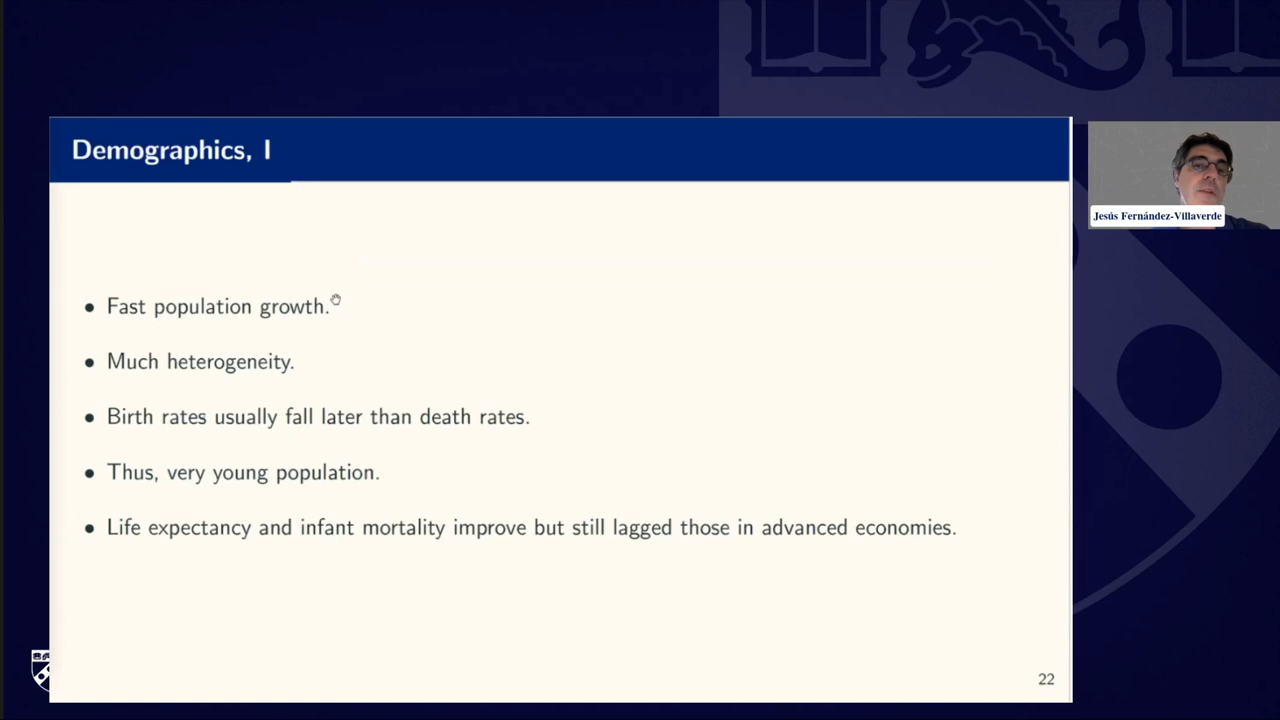 Demographics, I
Jesús Fernández-Villaverde
• Fast population growth.
• Much heterogeneity.
• Birth rates usually fall later than death rates.
• Thus, very young population.
• Life expectancy and infant mortality improve but still lagged those in advanced economies.
22